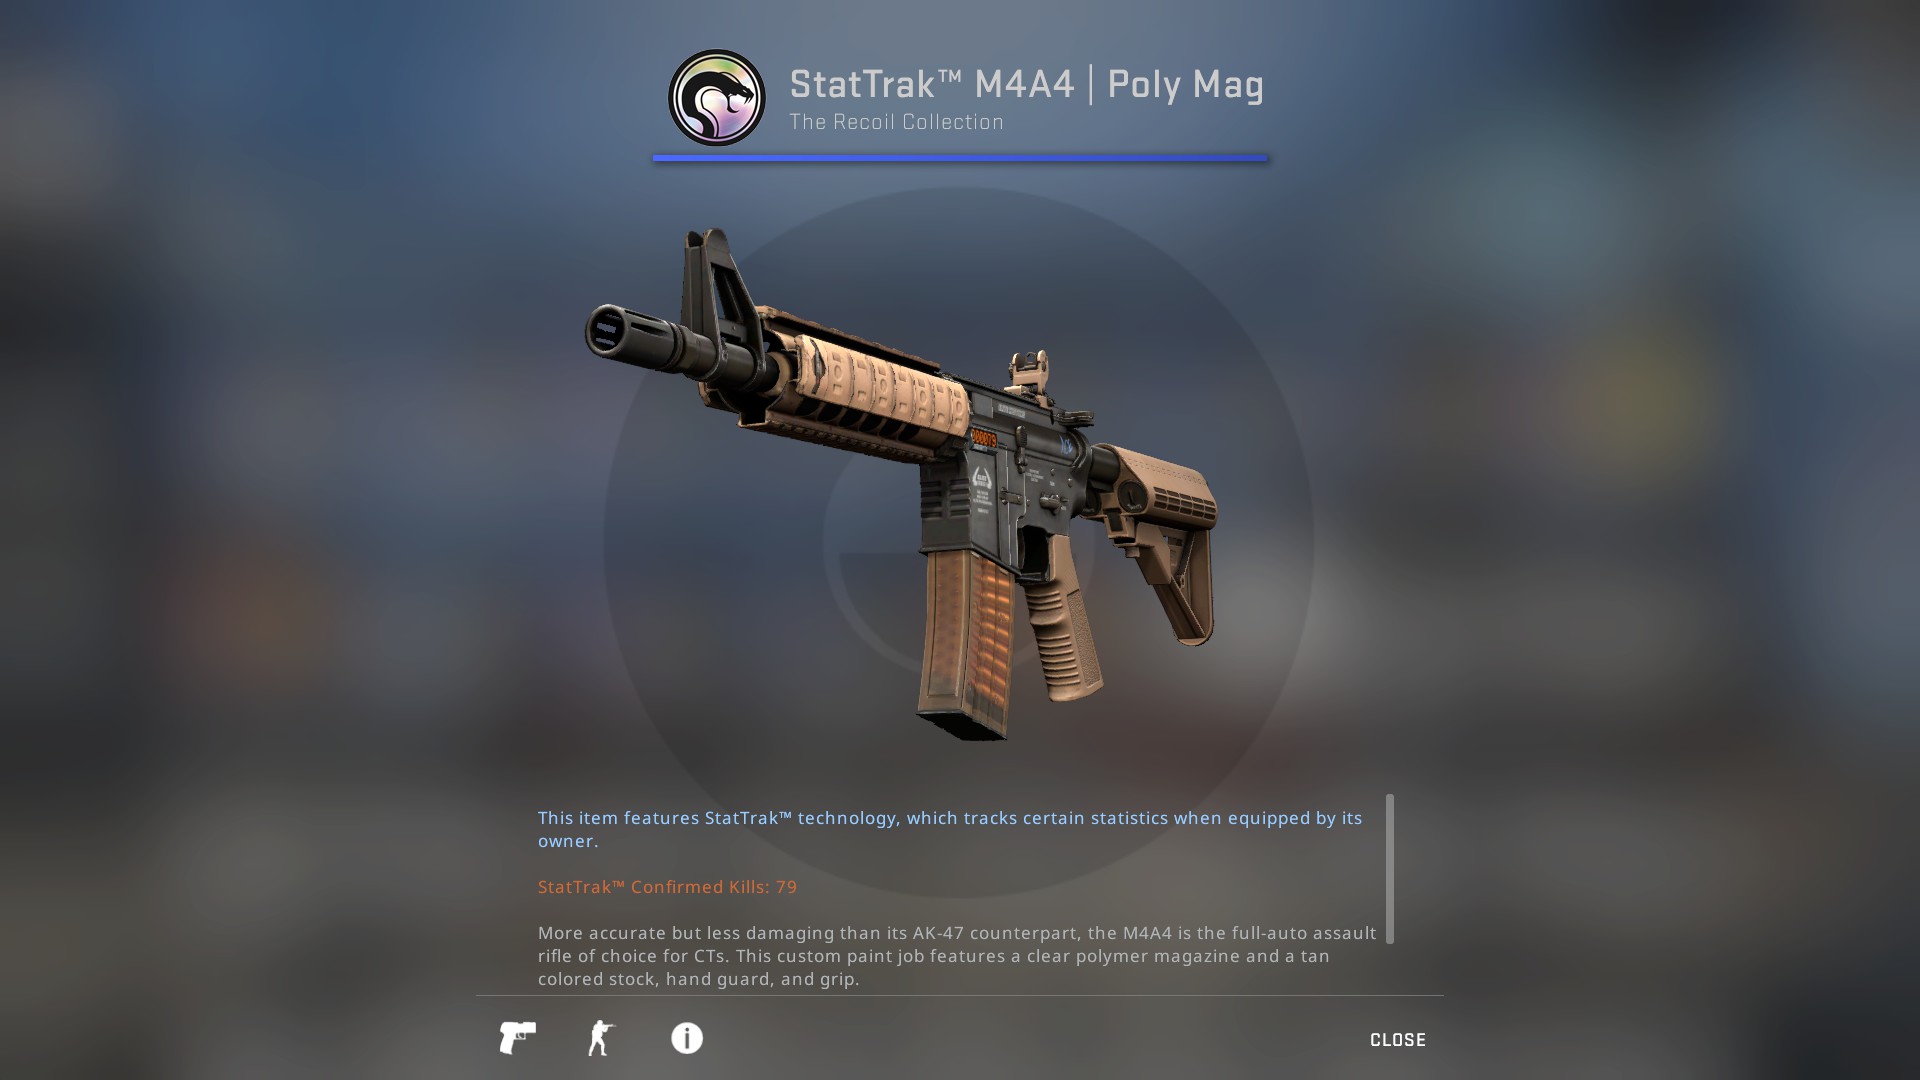 StatTrak™ M4A4 | Poly Mag
The Recoil Collection
This item features StatTrak™ technology, which tracks certain statistics when equipped by its
owner.
StatTrak™ Confirmed Kills: 79
More accurate but less damaging than its AK-47 counterpart, the M4A4 is the full-auto assault
rifle of choice for CTs. This custom paint job features a clear polymer magazine and a tan
colored stock, hand guard, and grip.
CLOSE